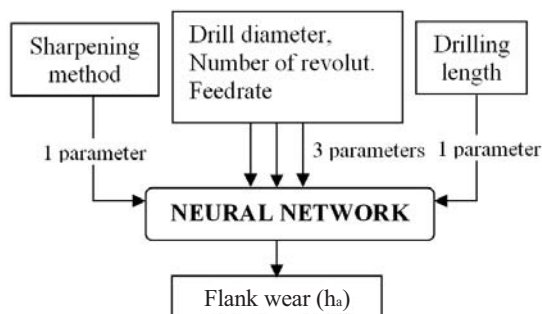 Sharpening
method
Drill diameter,
Number of revolut.
Feedrate
Drilling
length
1 parameter
3 parameters
1 parameter
NEURAL NETWORK
Flank wear (hₐ)